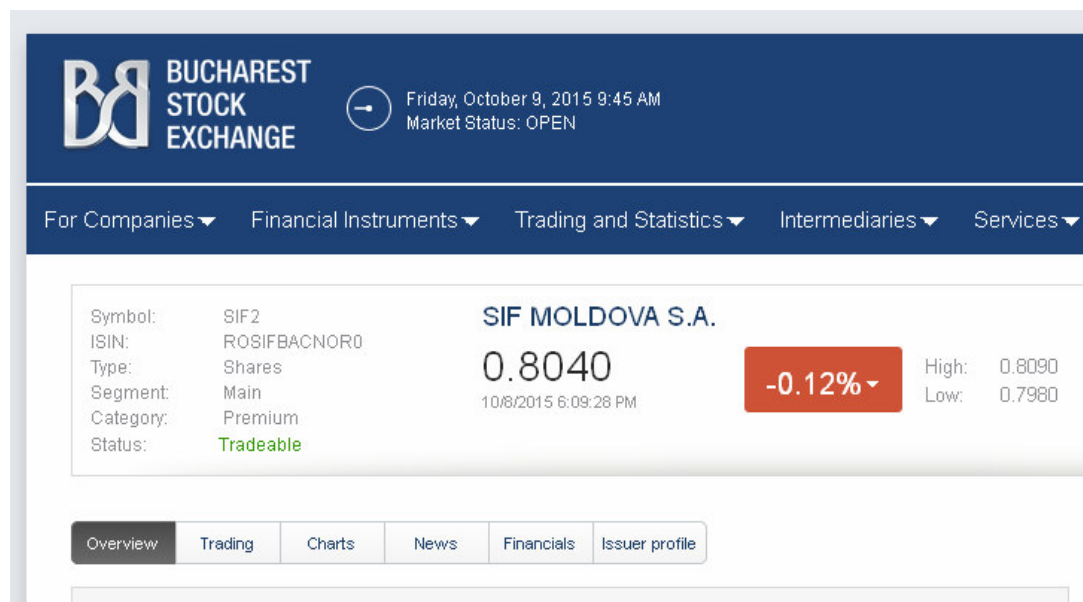 BUCHAREST
STOCK
EXCHANGE
Friday, October 9, 2015 9:45 AM
Market Status: OPEN
For Companies Financial Instruments Trading and Statistics Intermediaries Services
Symbol: SIF2
ISIN: ROSIFBACNOR0
Type: Shares
Segment: Main
Category: Premium
Status: Tradeable
SIF MOLDOVA S.A.
0.8040
10/8/2015 6:09:28 PM
-0.12%
High: 0.8090
Low: 0.7980
Overview Trading Charts News Financials Issuer profile